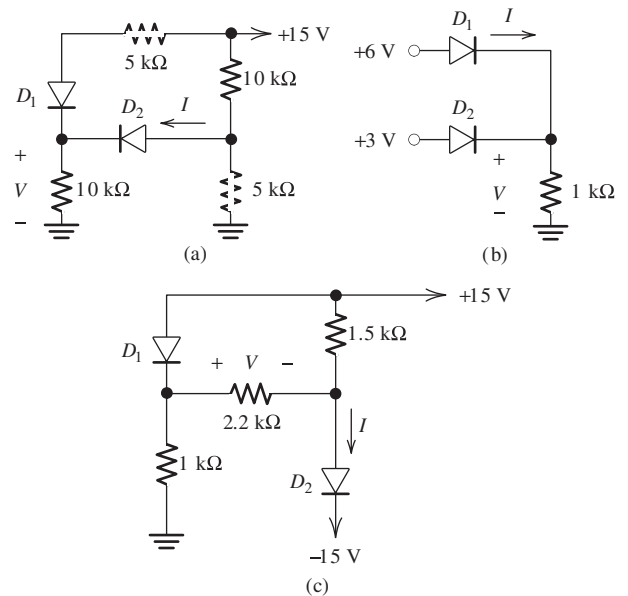 +15 V
5 kΩ
10 kΩ
D₁
D₂
I
+
V
−
10 kΩ
5 kΩ
(a)
D₁
I
+6 V
D₂
+3 V
+
V
−
1 kΩ
(b)
+15 V
1.5 kΩ
D₁
+ V −
2.2 kΩ
I
1 kΩ
D₂
−15 V
(c)